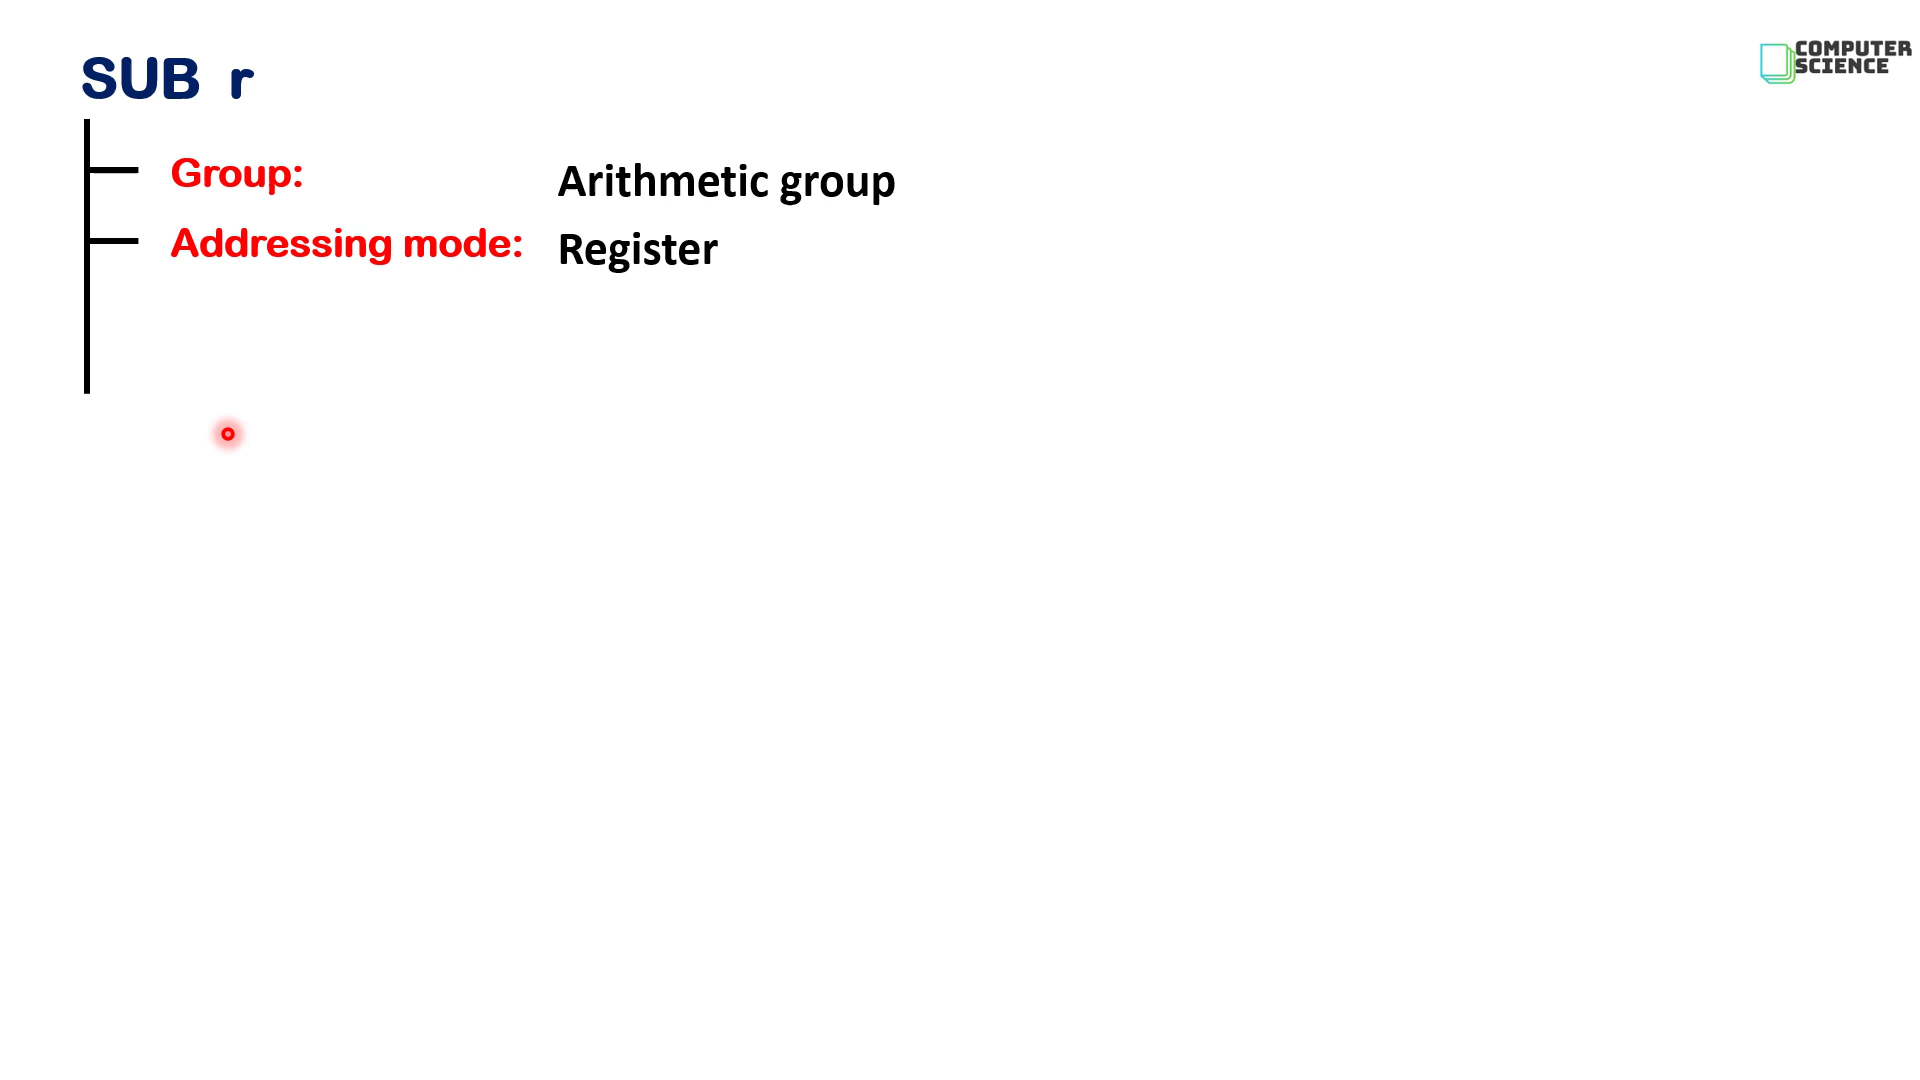 SUB r
COMPUTER
SCIENCE
Group: Arithmetic group
Addressing mode: Register